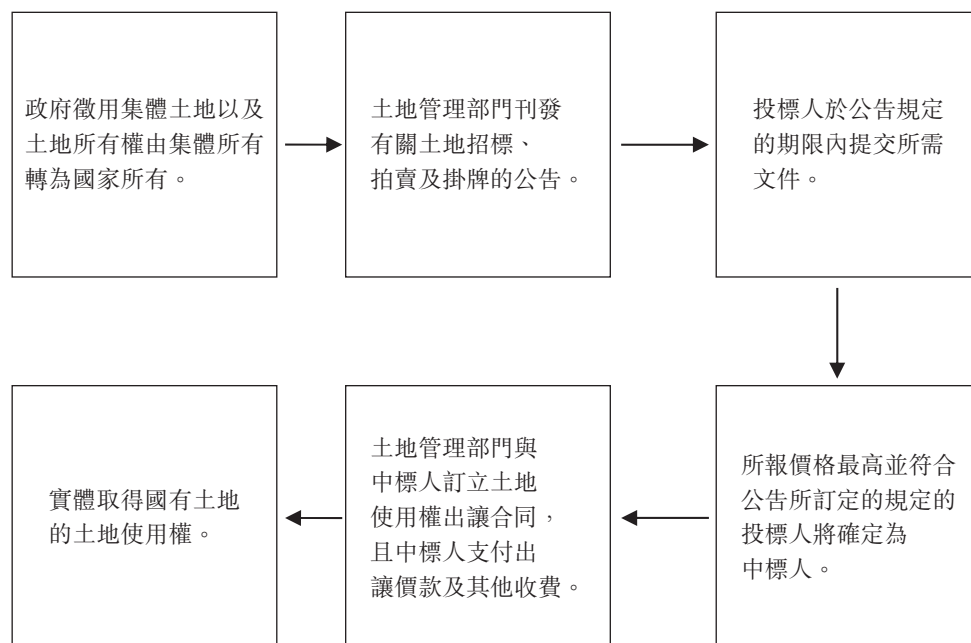 政府徵用集體土地以及
土地所有權由集體所有
轉為國家所有。
土地管理部門刊發
有關土地招標、
拍賣及掛牌的公告。
投標人於公告規定
的期限內提交所需
文件。
所報價格最高並符合
公告所訂定的規定的
投標人將確定為
中標人。
土地管理部門與
中標人訂立土地
使用權出讓合同，
且中標人支付出
讓價款及其他收費。
實體取得國有土地
的土地使用權。